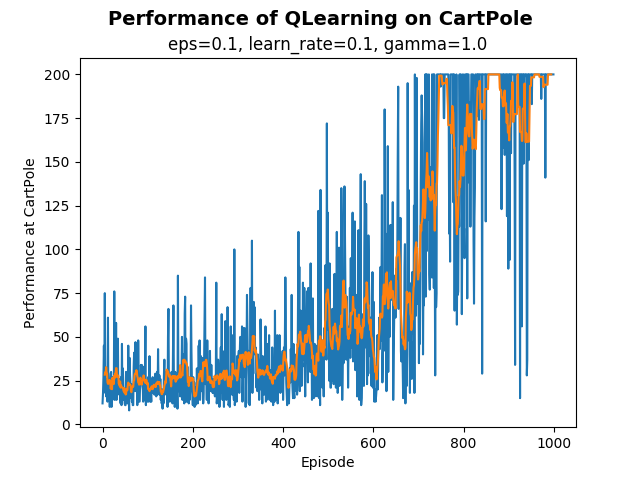 Performance of QLearning on CartPole
eps=0.1, learn_rate=0.1, gamma=1.0
200
175
150
125
100
75
50
25
0
Performance at CartPole
0 200 400 600 800 1000
Episode